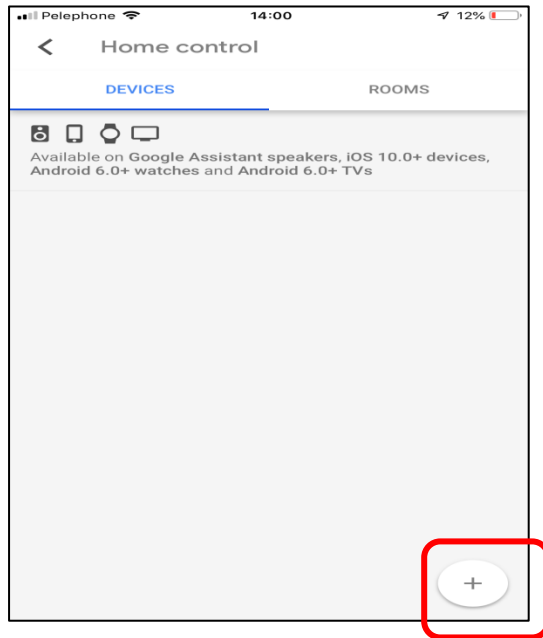 Pelephone 14:00 12%
Home control
DEVICES ROOMS
Available on Google Assistant speakers, iOS 10.0+ devices,
Android 6.0+ watches and Android 6.0+ TVs
+